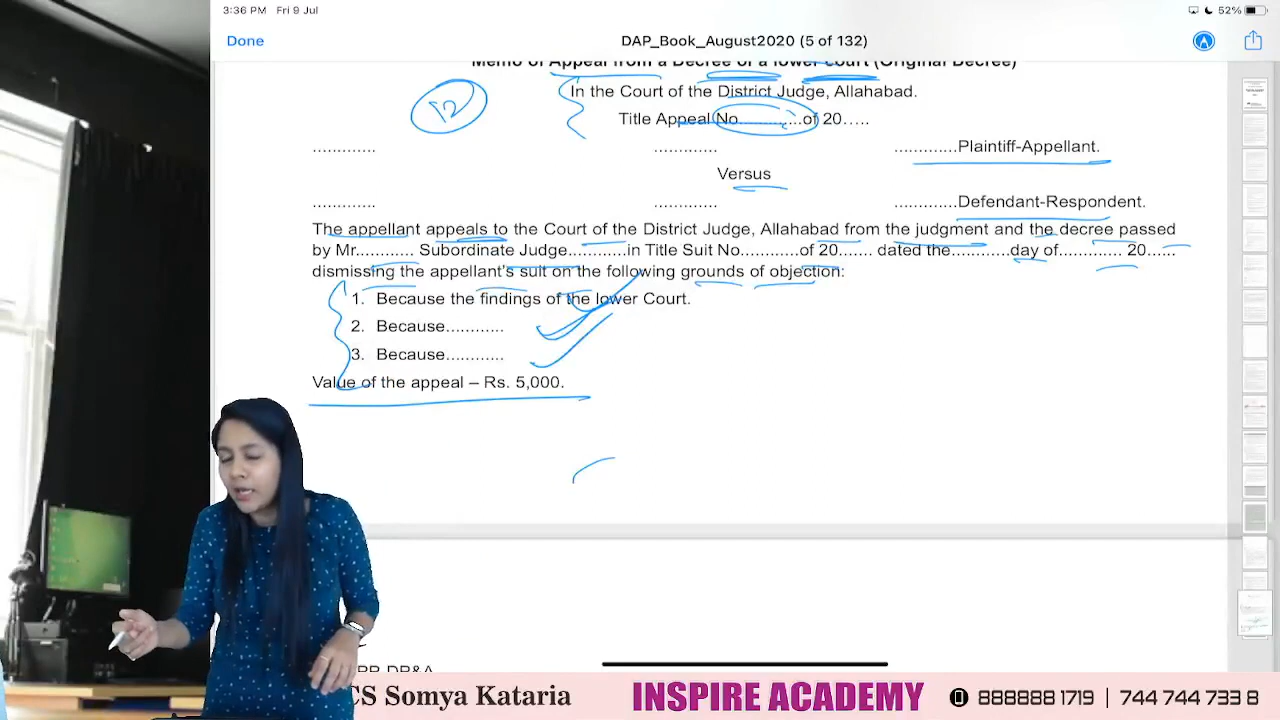 3:36 PM Fri 9 Jul
52%
Done
DAP_Book_August2020 (5 of 132)
Memo of Appeal from a Decree of a lower court (Original Decree)
12
In the Court of the District Judge, Allahabad.
Title Appeal No...........of 20…..
............. ............. .............Plaintiff-Appellant.
Versus
............. ............. .............Defendant-Respondent.
The appellant appeals to the Court of the District Judge, Allahabad from the judgment and the decree passed
by Mr............ Subordinate Judge............in Title Suit No............of 20....... dated the............day of............. 20......
dismissing the appellant's suit on the following grounds of objection:
1. Because the findings of the lower Court.
2. Because............
3. Because............
Value of the appeal – Rs. 5,000.
DR&A
CS Somya Kataria
INSPIRE ACADEMY
888888 1719 | 744 744 733 8